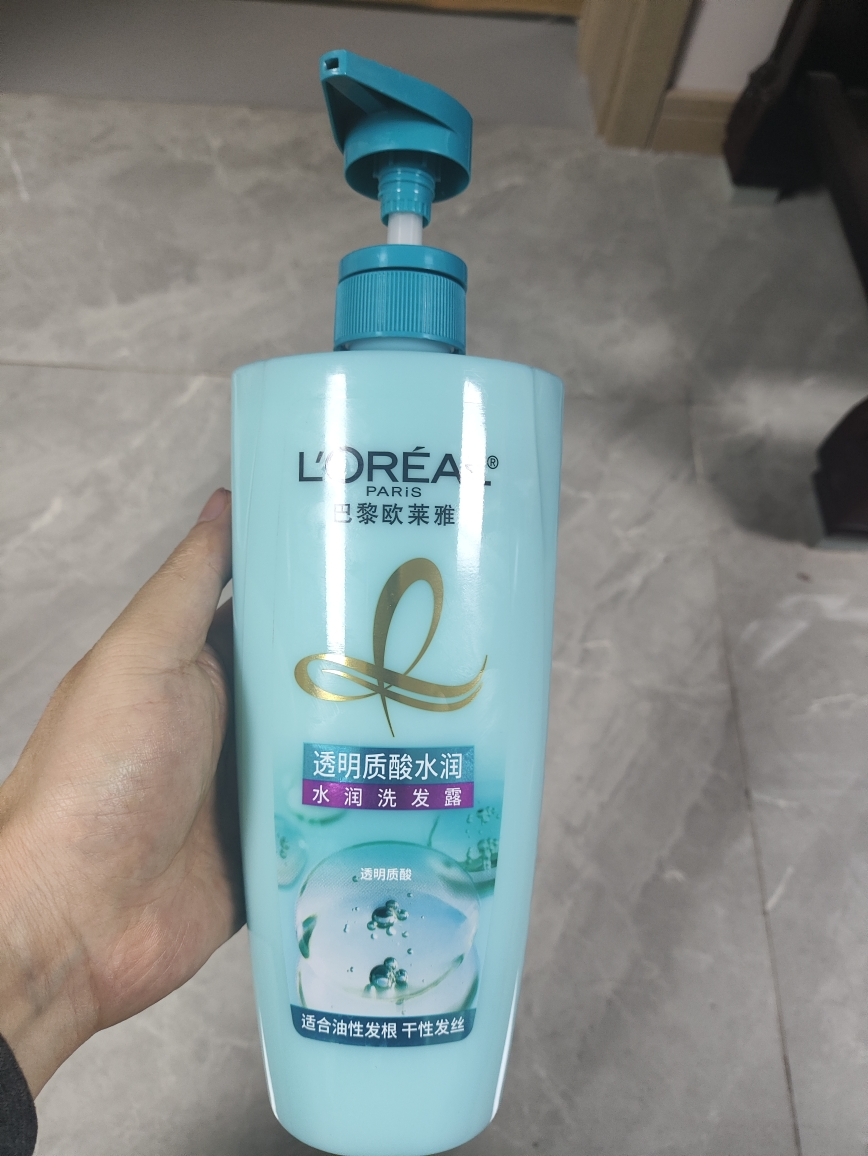 L'ORÉAL®
PARiS
巴黎欧莱雅
透明质酸水润
水润洗发露
透明质酸
适合油性发根 干性发丝